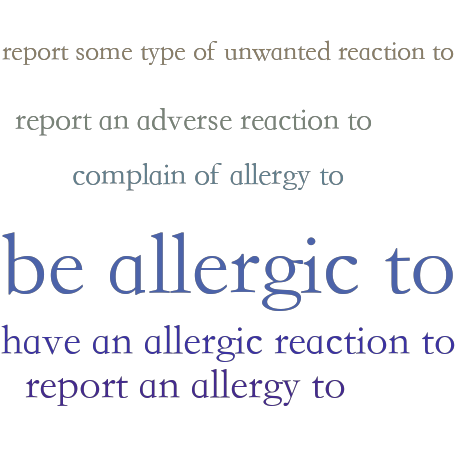 report some type of unwanted reaction to
report an adverse reaction to
complain of allergy to
be allergic to
have an allergic reaction to
report an allergy to